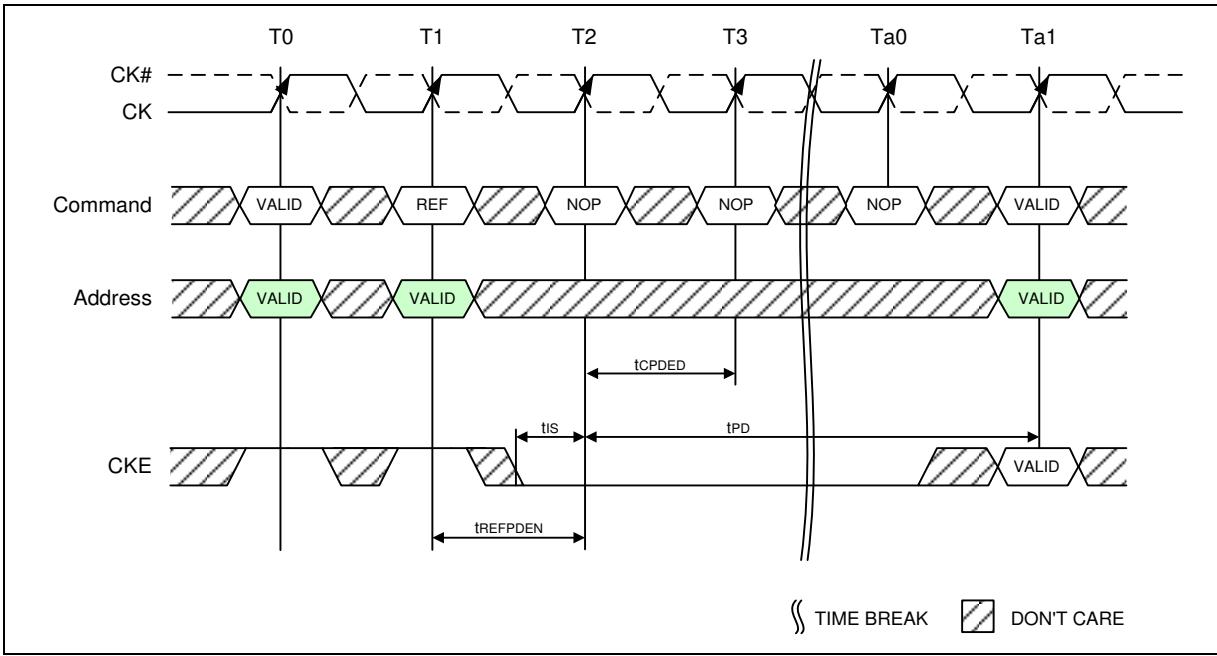 T0 T1 T2 T3 Ta0 Ta1
CK#
CK
Command VALID REF NOP NOP NOP VALID
Address VALID VALID VALID
tCPDED
tIS tPD
CKE VALID
tREFPDEN
TIME BREAK DON'T CARE